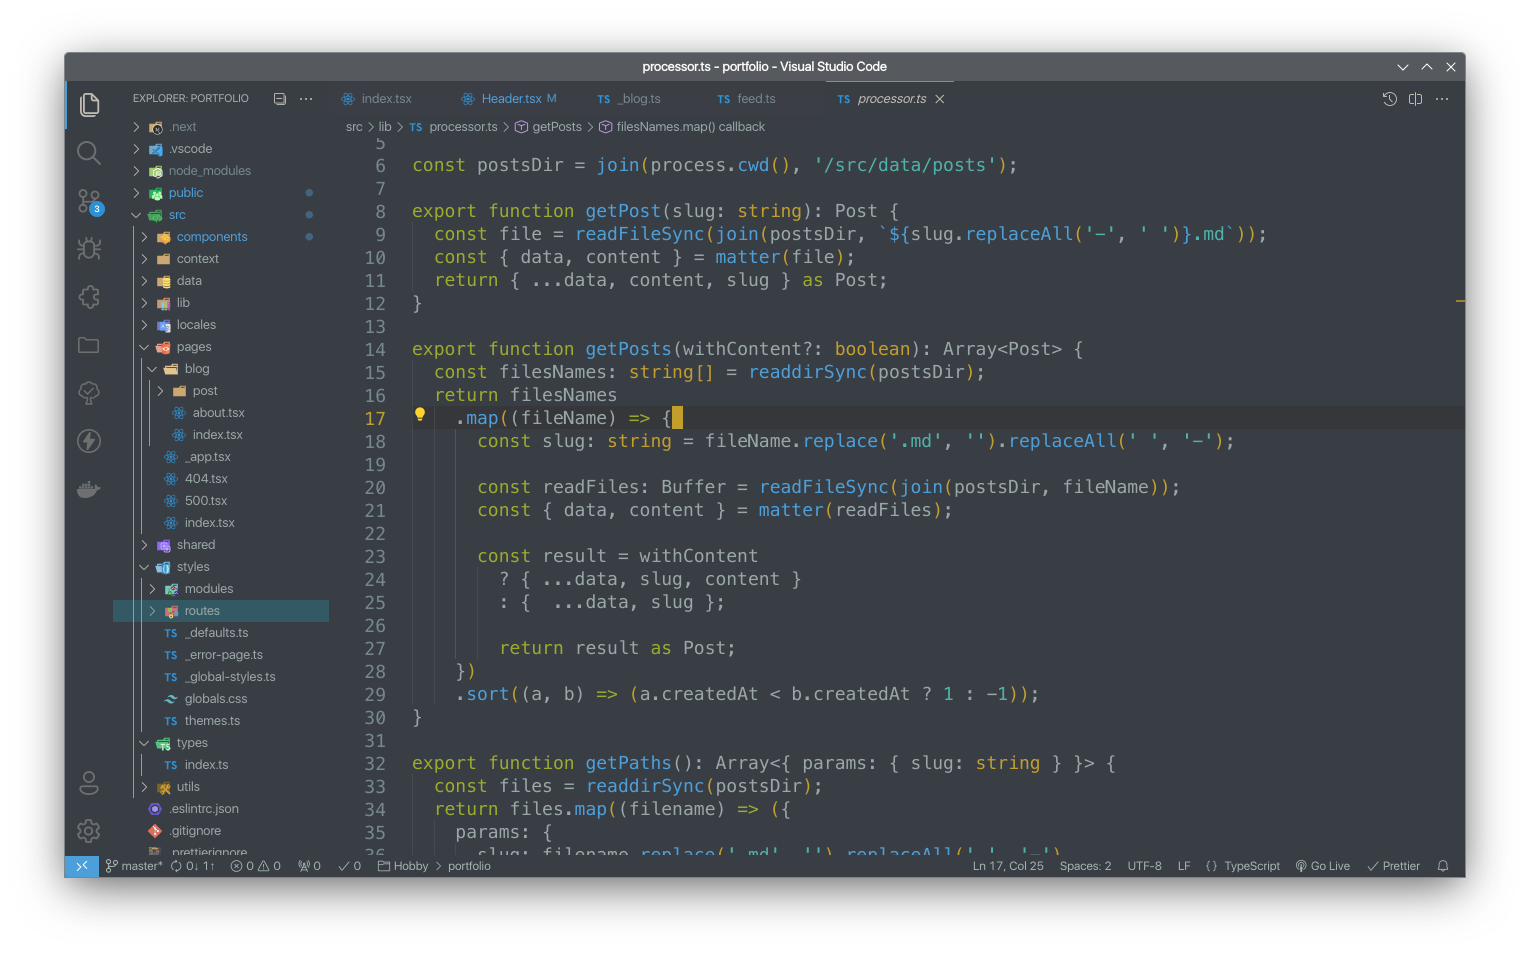 processor.ts - portfolio - Visual Studio Code
EXPLORER: PORTFOLIO
index.tsx
Header.tsx M
TS _blog.ts
TS feed.ts
TS processor.ts
src > lib > TS processor.ts > getPosts > filesNames.map() callback
.next
.vscode
node_modules
public
src
components
context
data
lib
locales
pages
blog
post
about.tsx
index.tsx
_app.tsx
404.tsx
500.tsx
index.tsx
shared
styles
modules
routes
TS _defaults.ts
TS _error-page.ts
TS _global-styles.ts
globals.css
TS themes.ts
types
TS index.ts
utils
.eslintrc.json
.gitignore
.prettierignore
3
5
6 const postsDir = join(process.cwd(), '/src/data/posts');
7
8 export function getPost(slug: string): Post {
9 const file = readFileSync(join(postsDir, `${slug.replaceAll('-', ' ')}.md`));
10 const { data, content } = matter(file);
11 return { ...data, content, slug } as Post;
12 }
13
14 export function getPosts(withContent?: boolean): Array<Post> {
15 const filesNames: string[] = readdirSync(postsDir);
16 return filesNames
17 .map((fileName) => {
18 const slug: string = fileName.replace('.md', '').replaceAll(' ', '-');
19
20 const readFiles: Buffer = readFileSync(join(postsDir, fileName));
21 const { data, content } = matter(readFiles);
22
23 const result = withContent
24 ? { ...data, slug, content }
25 : {  ...data, slug };
26
27 return result as Post;
28 })
29 .sort((a, b) => (a.createdAt < b.createdAt ? 1 : -1));
30 }
31
32 export function getPaths(): Array<{ params: { slug: string } }> {
33 const files = readdirSync(postsDir);
34 return files.map((filename) => ({
35 params: {
36 slug: filename.replace('.md', '').replaceAll(' ', '-')
master* 0↓ 1↑ 0 0 0 0 Hobby > portfolio
Ln 17, Col 25 Spaces: 2 UTF-8 LF {} TypeScript Go Live Prettier